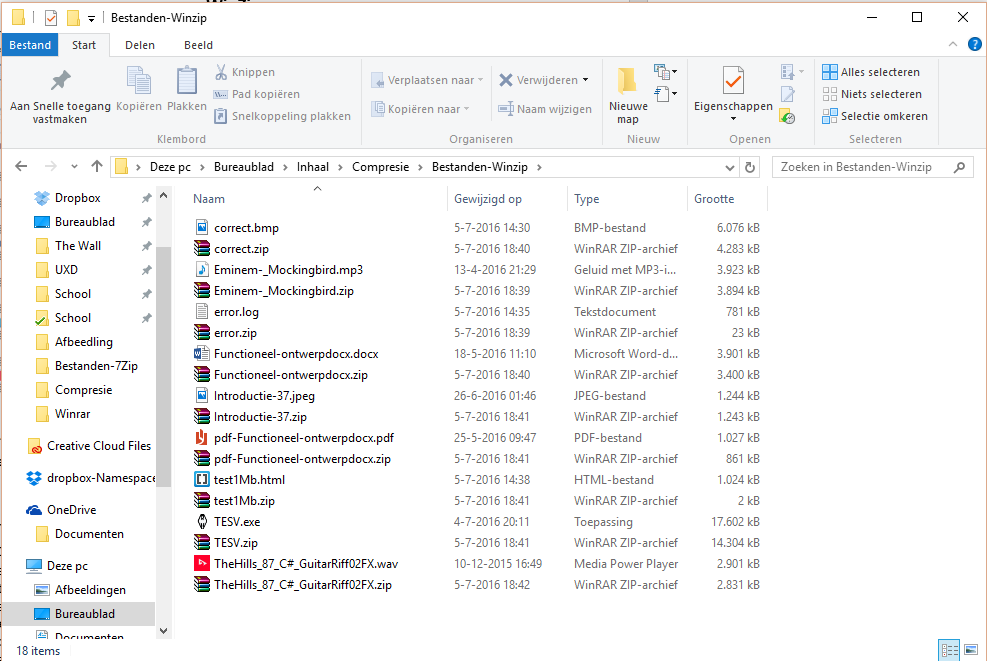 Bestanden-Winzip
Bestand Start Delen Beeld
Aan Snelle toegang vastmaken
Kopiëren
Plakken
Knippen
Pad kopiëren
Snelkoppeling plakken
Klembord
Verplaatsen naar
Kopiëren naar
Verwijderen
Naam wijzigen
Organiseren
Nieuwe map
Nieuw
Eigenschappen
Openen
Alles selecteren
Niets selecteren
Selectie omkeren
Selecteren
Deze pc > Bureaublad > Inhaal > Compresie > Bestanden-Winzip >
Zoeken in Bestanden-Winzip
Dropbox
Bureaublad
The Wall
UXD
School
School
Afbeedling
Bestanden-7Zip
Compresie
Winrar
Creative Cloud Files
dropbox-Namespace
OneDrive
Documenten
Deze pc
Afbeeldingen
Bureaublad
Documenten
Naam Gewijzigd op Type Grootte
correct.bmp 5-7-2016 14:30 BMP-bestand 6.076 kB
correct.zip 5-7-2016 18:40 WinRAR ZIP-archief 4.283 kB
Eminem-_Mockingbird.mp3 13-4-2016 21:29 Geluid met MP3-i... 3.923 kB
Eminem-_Mockingbird.zip 5-7-2016 18:39 WinRAR ZIP-archief 3.894 kB
error.log 5-7-2016 14:35 Tekstdocument 781 kB
error.zip 5-7-2016 18:39 WinRAR ZIP-archief 23 kB
Functioneel-ontwerpdocx.docx 18-5-2016 11:10 Microsoft Word-d... 3.901 kB
Functioneel-ontwerpdocx.zip 5-7-2016 18:40 WinRAR ZIP-archief 3.400 kB
Introductie-37.jpeg 26-6-2016 01:46 JPEG-bestand 1.244 kB
Introductie-37.zip 5-7-2016 18:41 WinRAR ZIP-archief 1.243 kB
pdf-Functioneel-ontwerpdocx.pdf 25-5-2016 09:47 PDF-bestand 1.027 kB
pdf-Functioneel-ontwerpdocx.zip 5-7-2016 18:41 WinRAR ZIP-archief 861 kB
test1Mb.html 5-7-2016 14:38 HTML-bestand 1.024 kB
test1Mb.zip 5-7-2016 18:41 WinRAR ZIP-archief 2 kB
TESV.exe 4-7-2016 20:11 Toepassing 17.602 kB
TESV.zip 5-7-2016 18:41 WinRAR ZIP-archief 14.304 kB
TheHills_87_C#_GuitarRiff02FX.wav 10-12-2015 16:49 Media Power Player 2.901 kB
TheHills_87_C#_GuitarRiff02FX.zip 5-7-2016 18:42 WinRAR ZIP-archief 2.831 kB
18 items